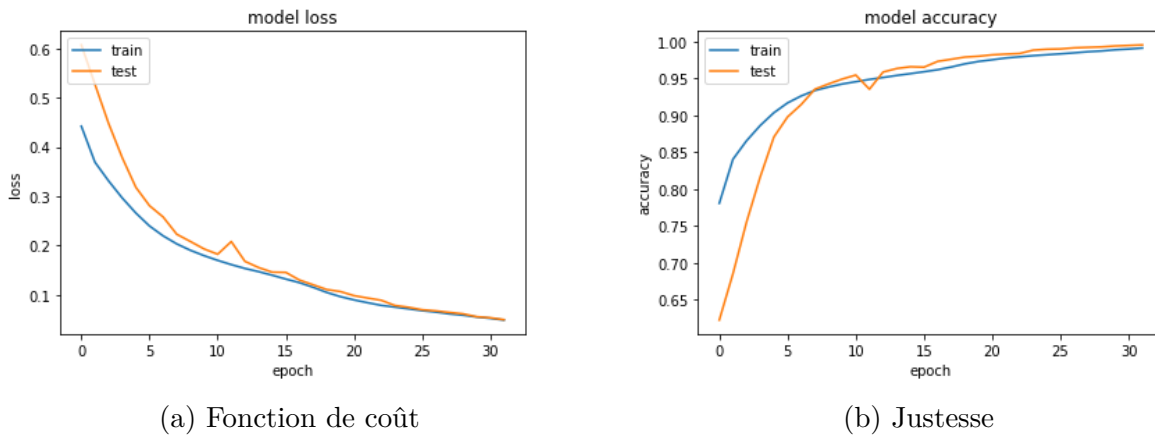 model loss
0.6
0.5
0.4
0.3
0.2
0.1
loss
train
test
0
5
10
15
20
25
30
epoch
(a) Fonction de coût
model accuracy
1.00
0.95
0.90
0.85
0.80
0.75
0.70
0.65
accuracy
train
test
0
5
10
15
20
25
30
epoch
(b) Justesse